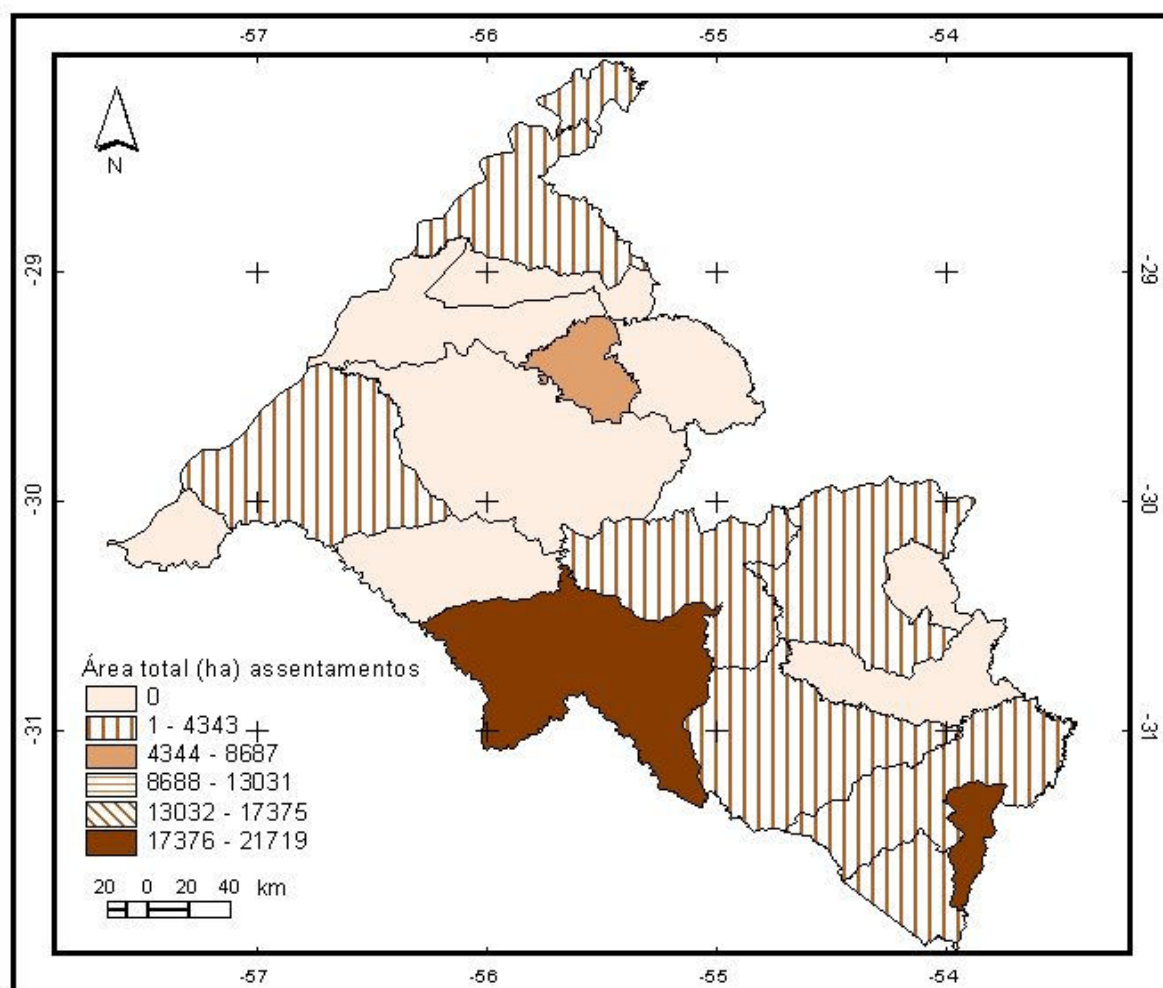 -57 -56 -55 -54
N
-29 -29
-30 -30
Área total (ha) assentamentos
0
1 - 4343
-31 -31
4344 - 8687
8688 - 13031
13032 - 17375
17376 - 21719
20 0 20 40 km
-57 -56 -55 -54